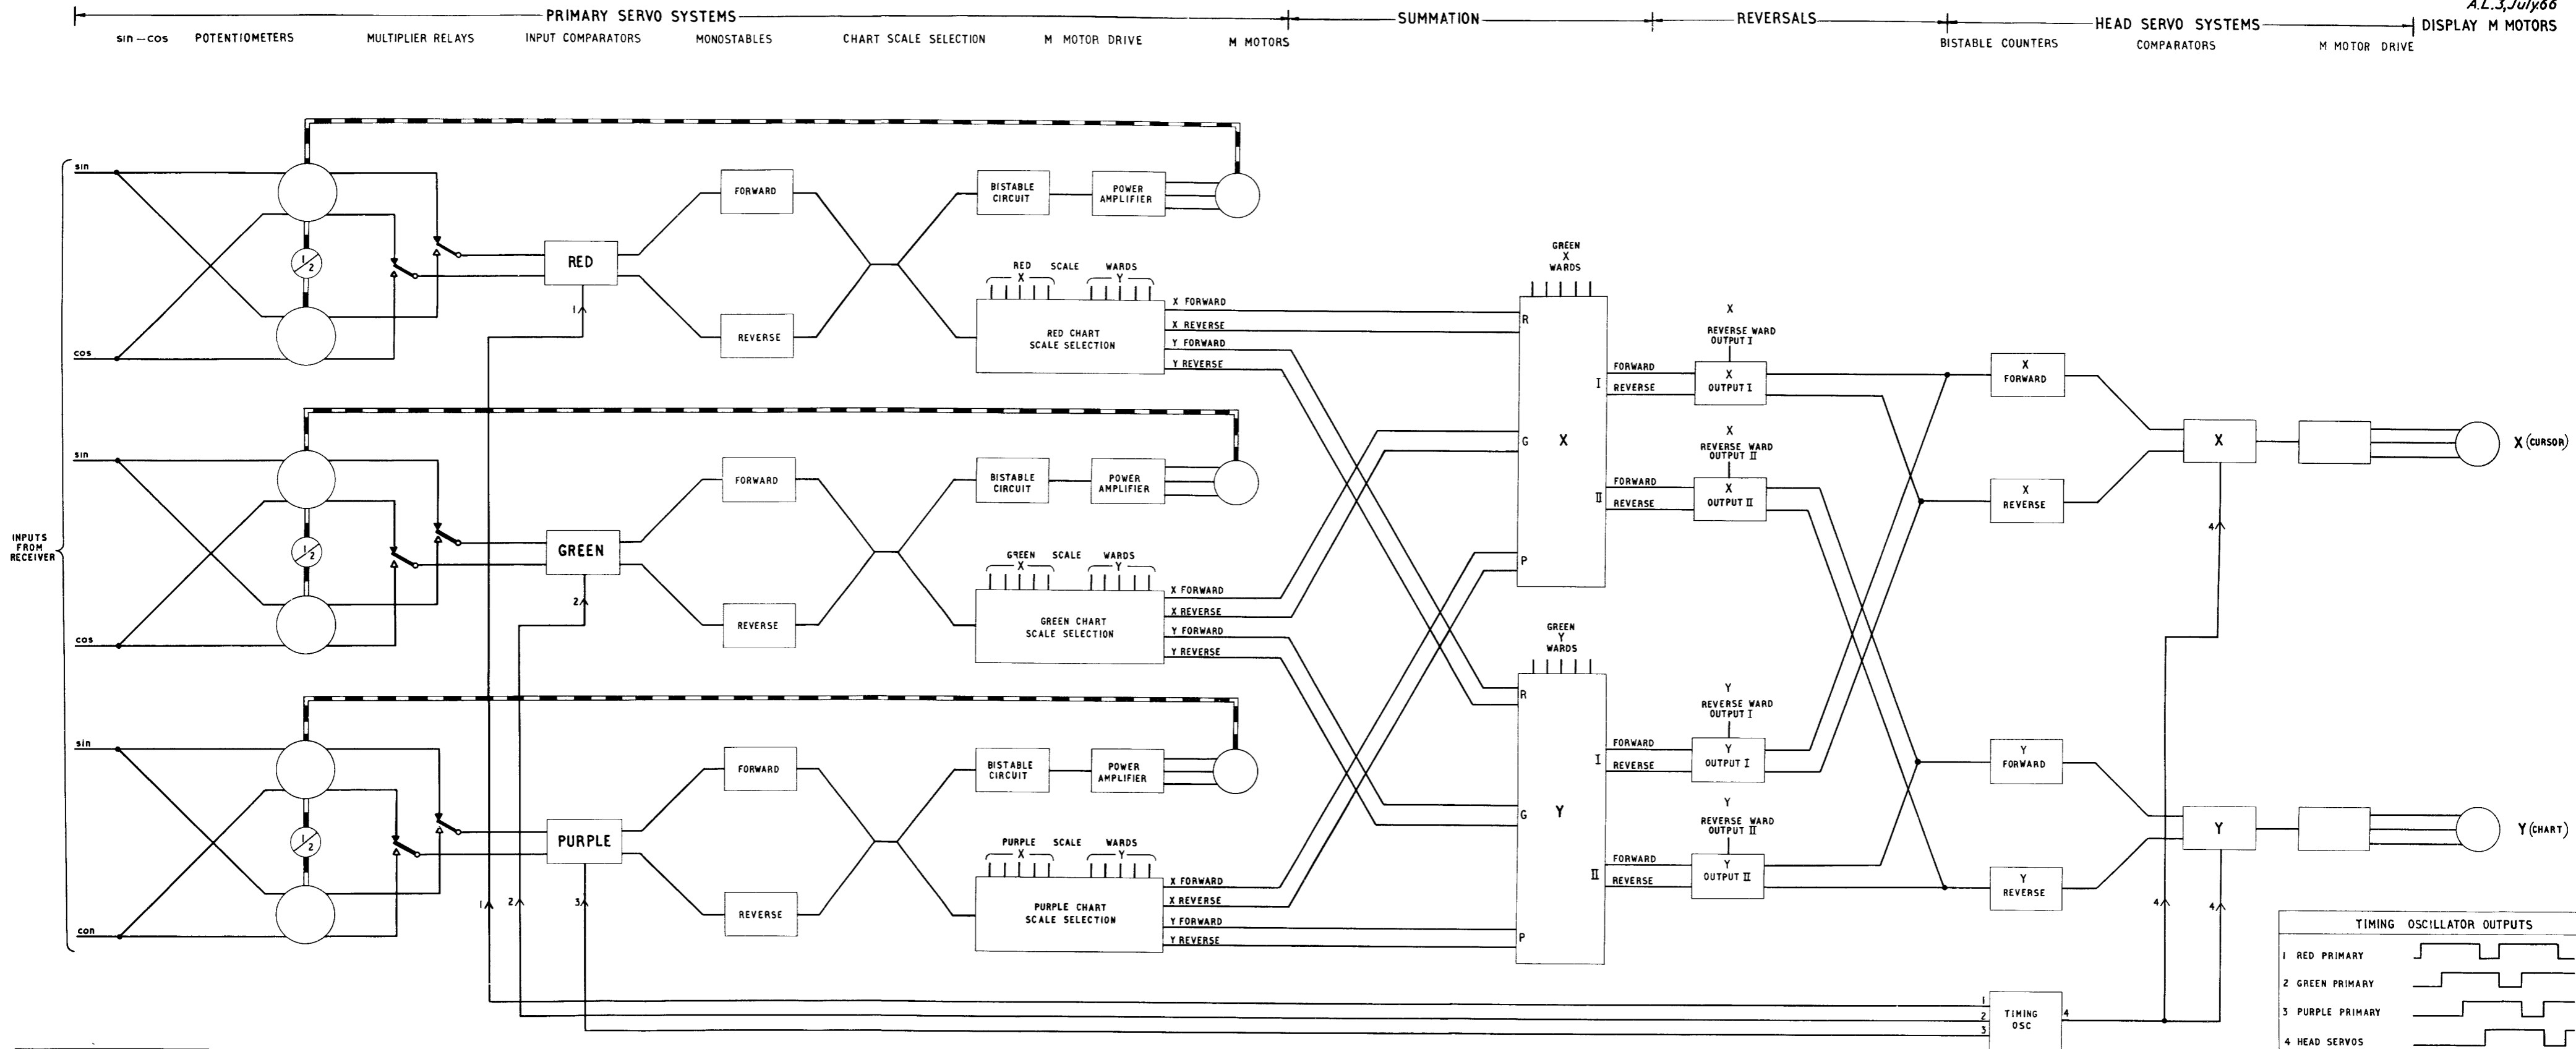 A.L.3, July.66
PRIMARY SERVO SYSTEMS
SUMMATION
REVERSALS
HEAD SERVO SYSTEMS
DISPLAY M MOTORS
sin-cos POTENTIOMETERS
MULTIPLIER RELAYS
INPUT COMPARATORS
MONOSTABLES
CHART SCALE SELECTION
M MOTOR DRIVE
M MOTORS
BISTABLE COUNTERS
COMPARATORS
M MOTOR DRIVE
INPUTS
FROM
RECEIVER
sin
cos
1/2
RED
1
FORWARD
REVERSE
BISTABLE
CIRCUIT
POWER
AMPLIFIER
RED SCALE WARDS
X Y
RED CHART
SCALE SELECTION
X FORWARD
X REVERSE
Y FORWARD
Y REVERSE
sin
cos
1/2
GREEN
2
FORWARD
REVERSE
BISTABLE
CIRCUIT
POWER
AMPLIFIER
GREEN SCALE WARDS
X Y
GREEN CHART
SCALE SELECTION
X FORWARD
X REVERSE
Y FORWARD
Y REVERSE
sin
con
1/2
PURPLE
1 2 3
FORWARD
REVERSE
BISTABLE
CIRCUIT
POWER
AMPLIFIER
PURPLE SCALE WARDS
X Y
PURPLE CHART
SCALE SELECTION
X FORWARD
X REVERSE
Y FORWARD
Y REVERSE
GREEN
X
WARDS
R
G
P
X
I
II
FORWARD
REVERSE
FORWARD
REVERSE
GREEN
Y
WARDS
R
G
P
Y
I
II
FORWARD
REVERSE
FORWARD
REVERSE
X
REVERSE WARD
OUTPUT I
X
OUTPUT I
X
REVERSE WARD
OUTPUT II
X
OUTPUT II
Y
REVERSE WARD
OUTPUT I
Y
OUTPUT I
Y
REVERSE WARD
OUTPUT II
Y
OUTPUT II
X
FORWARD
X
REVERSE
X
X (CURSOR)
4
Y
FORWARD
Y
REVERSE
Y
Y (CHART)
4
4
1
2
3
TIMING
OSC
4
TIMING OSCILLATOR OUTPUTS
1 RED PRIMARY
2 GREEN PRIMARY
3 PURPLE PRIMARY
4 HEAD SERVOS